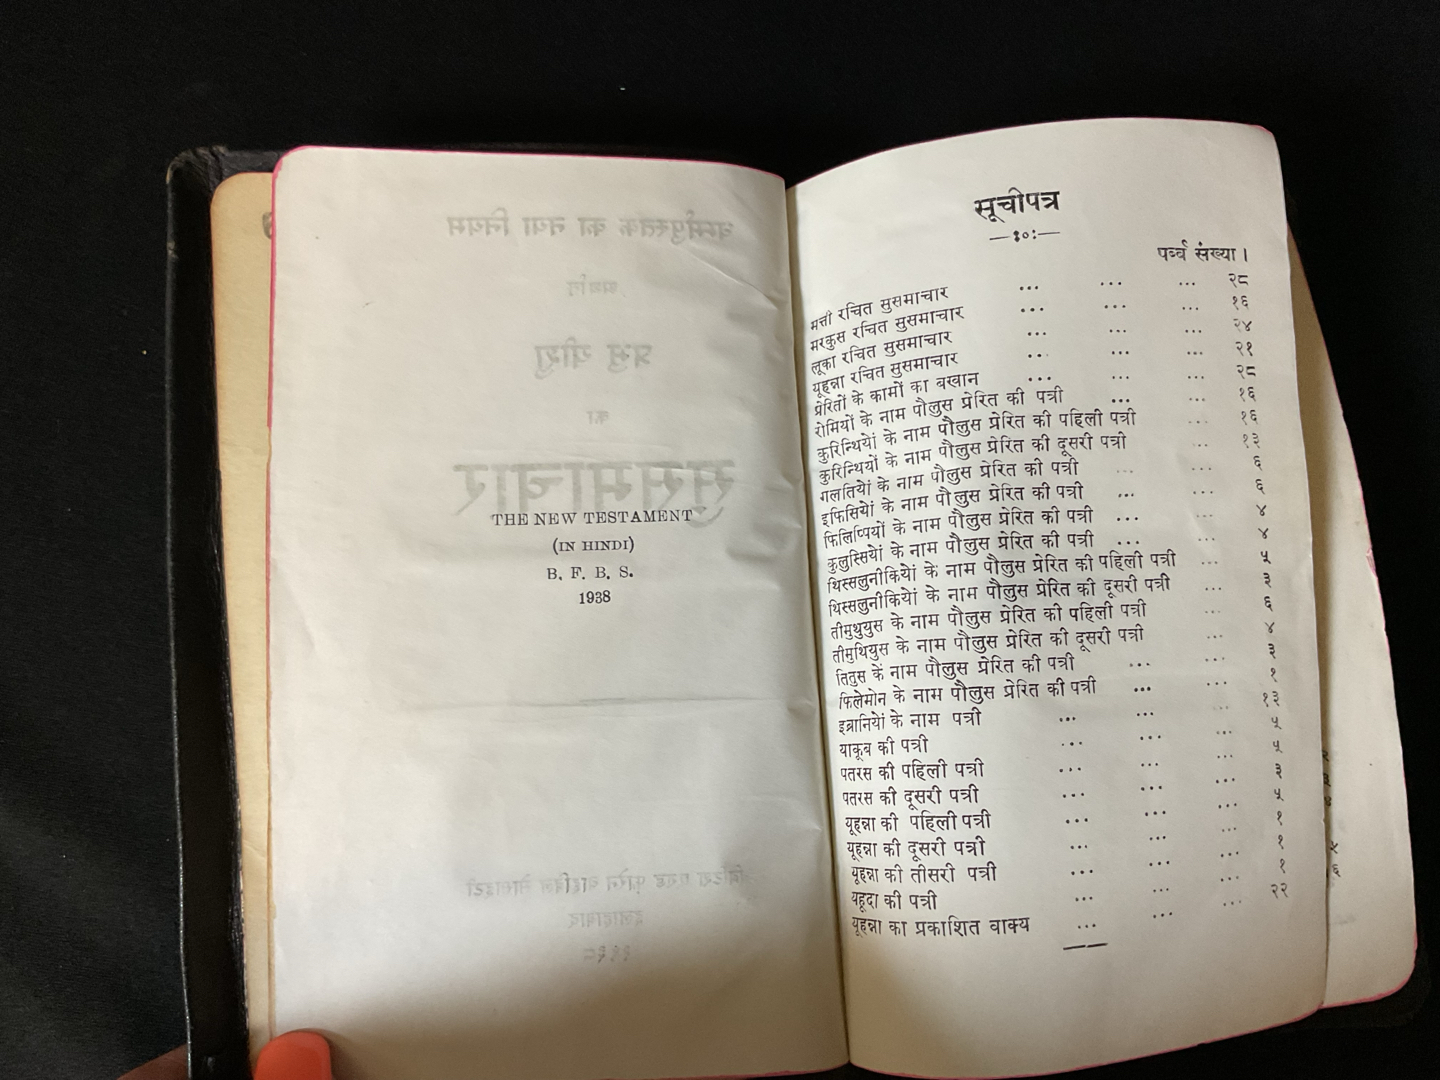 THE NEW TESTAMENT
(IN HINDI)
B. F. B. S.
1938
सूचीपत्र
—:०:—
पर्ब्ब संख्या ।
मत्ती रचित सुसमाचार ... ... ... २८
मरकुस रचित सुसमाचार ... ... ... १६
लूका रचित सुसमाचार ... ... ... २४
यूहन्ना रचित सुसमाचार ... ... ... २१
प्रेरितों के कामों का बखान ... ... ... २८
रोमियों के नाम पौलुस प्रेरित की पत्री ... ... १६
कुरिन्थियों के नाम पौलुस प्रेरित की पहिली पत्री ... १६
कुरिन्थियों के नाम पौलुस प्रेरित की दूसरी पत्री ... १३
गलतियों के नाम पौलुस प्रेरित की पत्री ... ... ६
इफिसियों के नाम पौलुस प्रेरित की पत्री ... ... ६
फिलिप्पियों के नाम पौलुस प्रेरित की पत्री ... ... ४
कुलुस्सियों के नाम पौलुस प्रेरित की पत्री ... ... ४
थिस्सलुनीकियों के नाम पौलुस प्रेरित की पहिली पत्री ... ५
थिस्सलुनीकियों के नाम पौलुस प्रेरित की दूसरी पत्री ... ३
तीमुथुयुस के नाम पौलुस प्रेरित की पहिली पत्री ... ६
तीमुथियुस के नाम पौलुस प्रेरित की दूसरी पत्री ... ४
तितुस के नाम पौलुस प्रेरित की पत्री ... ... ३
फिलेमोन के नाम पौलुस प्रेरित की पत्री ... ... १
इब्रानियों के नाम पत्री ... ... ... १३
याकूब की पत्री ... ... ... ५
पतरस की पहिली पत्री ... ... ... ५
पतरस की दूसरी पत्री ... ... ... ३
यूहन्ना की पहिली पत्री ... ... ... ५
यूहन्ना की दूसरी पत्री ... ... ... १
यूहन्ना की तीसरी पत्री ... ... ... १
यहूदा की पत्री ... ... ... १
यूहन्ना का प्रकाशित वाक्य ... ... ... २२